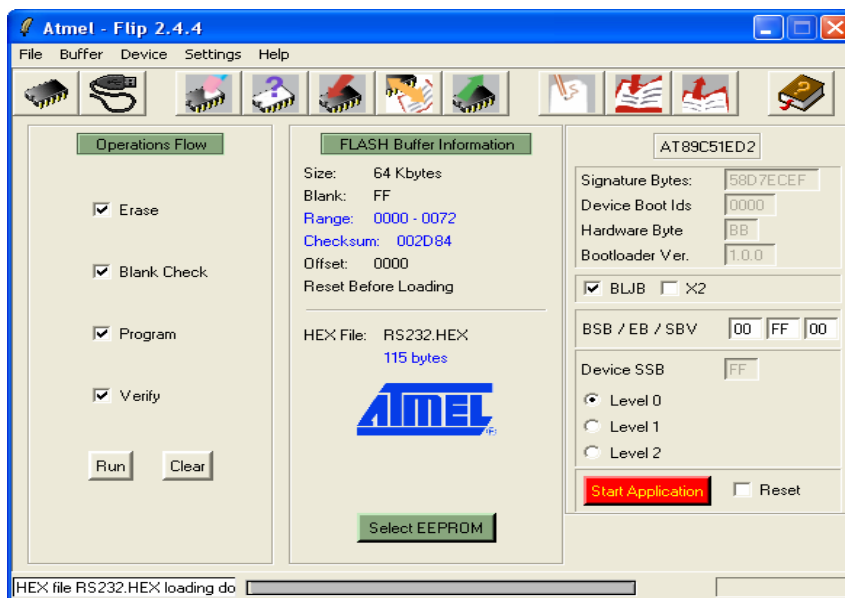 Atmel - Flip 2.4.4
File Buffer Device Settings Help
Operations Flow
Erase
Blank Check
Program
Verify
Run Clear
FLASH Buffer Information
Size: 64 Kbytes
Blank: FF
Range: 0000 - 0072
Checksum: 002D84
Offset: 0000
Reset Before Loading
HEX File: RS232.HEX
115 bytes
ATMEL
Select EEPROM
AT89C51ED2
Signature Bytes: 58D7ECEF
Device Boot Ids 0000
Hardware Byte BB
Bootloader Ver. 1.0.0
BLJB X2
BSB / EB / SBV 00 FF 00
Device SSB FF
Level 0
Level 1
Level 2
Start Application Reset
HEX file RS232.HEX loading do